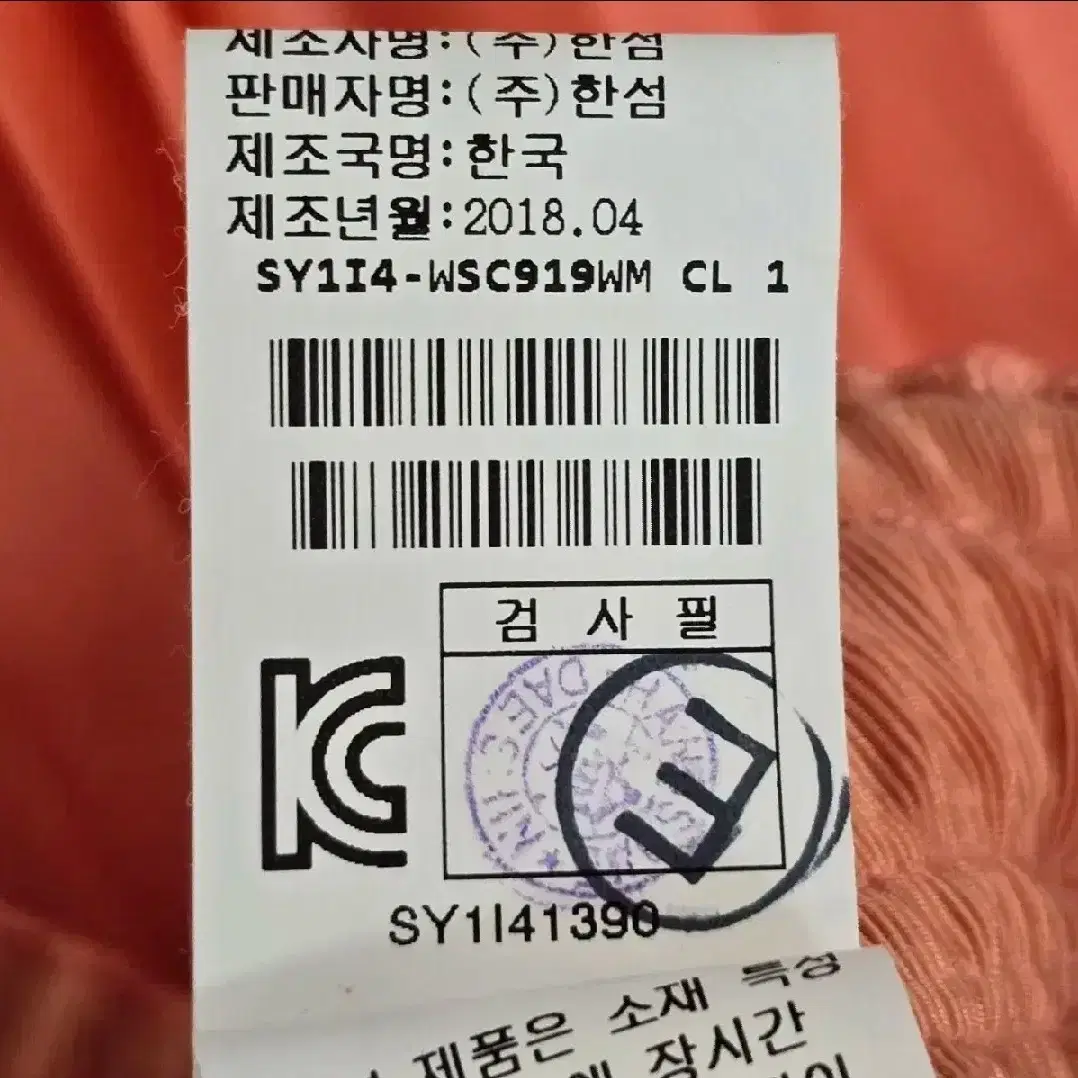 제조자명:(주)한섬
판매자명:(주)한섬
제조국명:한국
제조년월:2018.04
SY1I4-WSC919WM CL 1
검 사 필
KC
E
SY1I41390
제품은 소재 특성
장시간